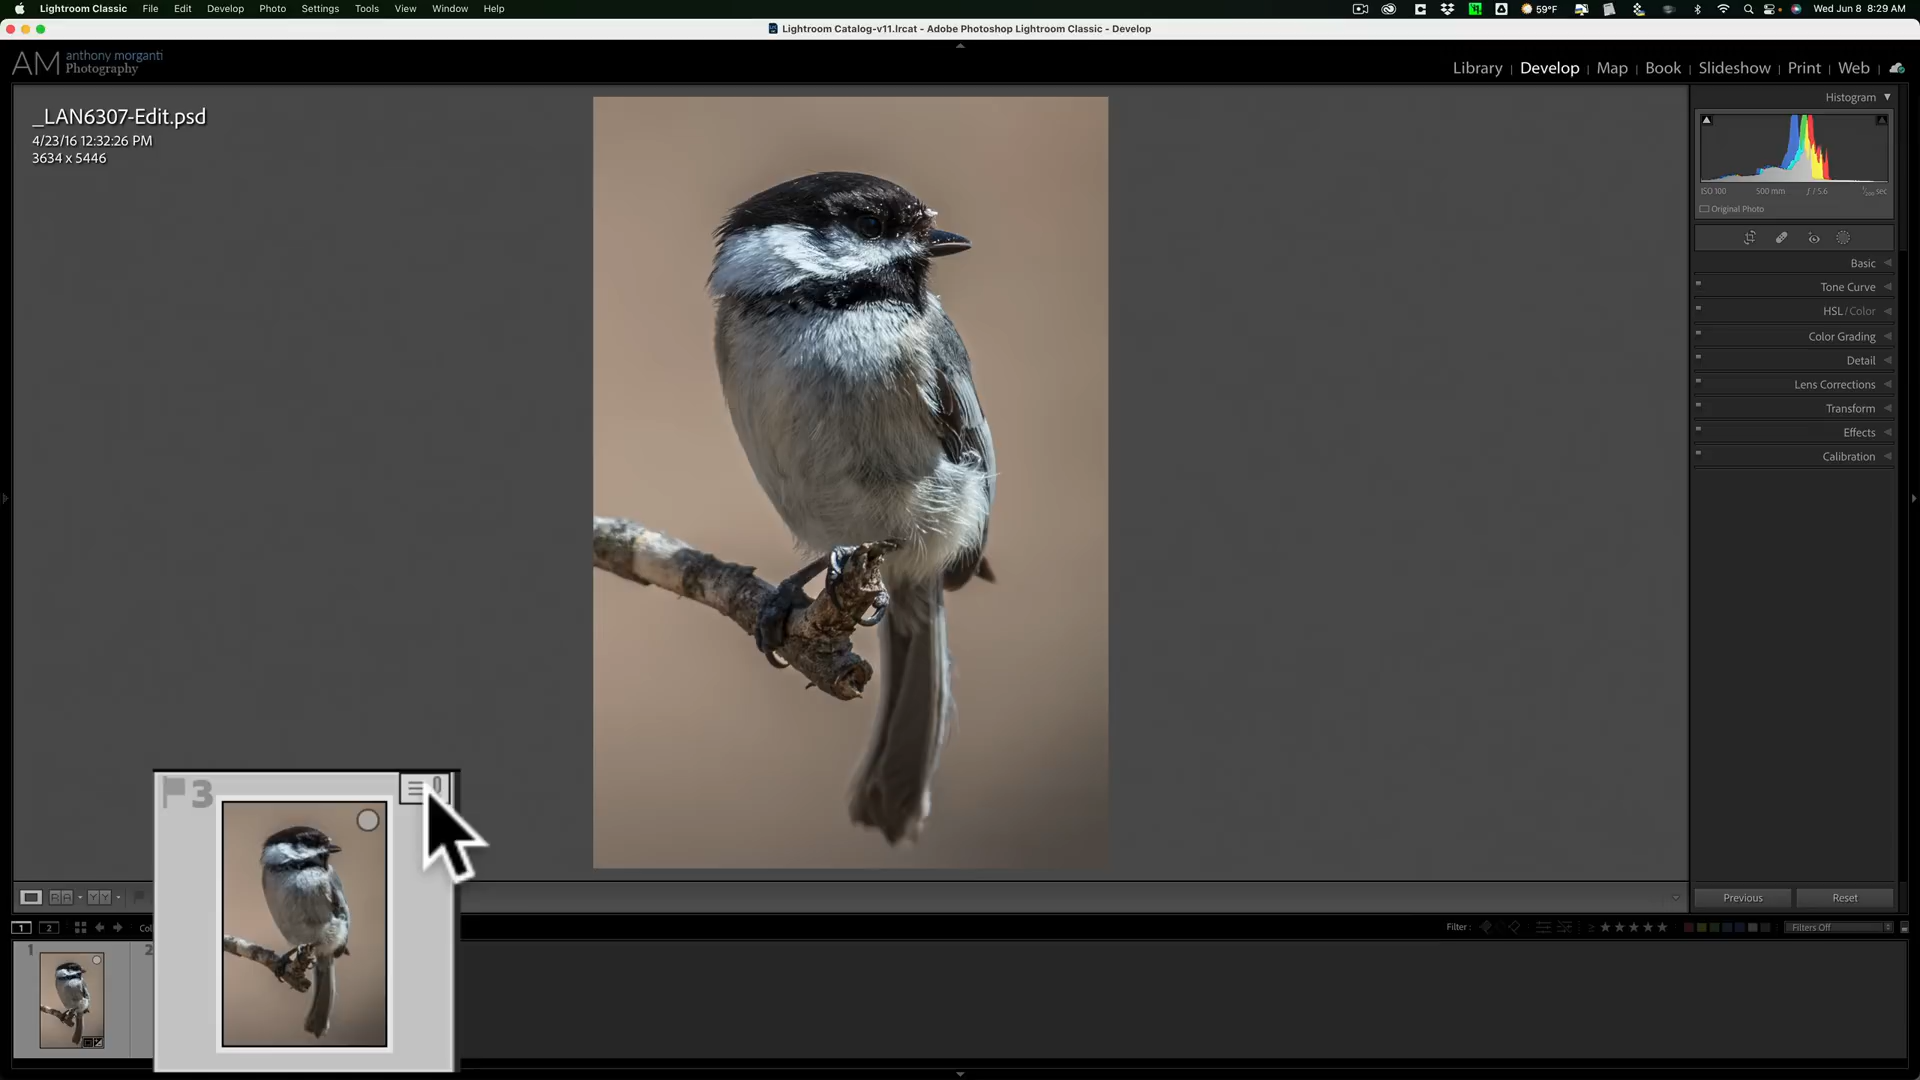 Lightroom Classic File Edit Develop Photo Settings Tools View Window Help
59°F Wed Jun 8 8:29 AM
Lightroom Catalog-v11.lrcat - Adobe Photoshop Lightroom Classic - Develop
AM anthony morganti
Photography
Library | Develop | Map | Book | Slideshow | Print | Web
_LAN6307-Edit.psd
4/23/16 12:32:26 PM
3634 x 5446
Histogram
ISO 100 500 mm ƒ / 5.6
Original Photo
Basic
Tone Curve
HSL / Color
Color Grading
Detail
Lens Corrections
Transform
Effects
Calibration
3
Previous Reset
1 2
Filter : Filters Off
1 2